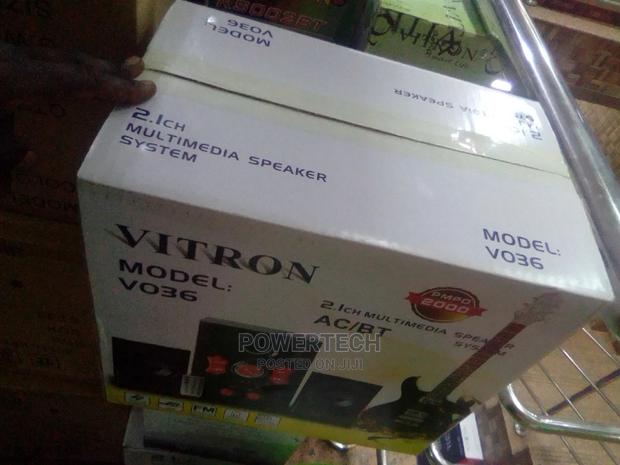 MODEL
V036
2.1CH
MULTIMEDIA SPEAKER
SYSTEM
MODEL:
V036
VITRON
MODEL:
V036
PMPO
2000
2.1CH MULTIMEDIA SPEAKER
SYSTEM
AC/BT
POWERTECH
POSTED ON JIJI
FM